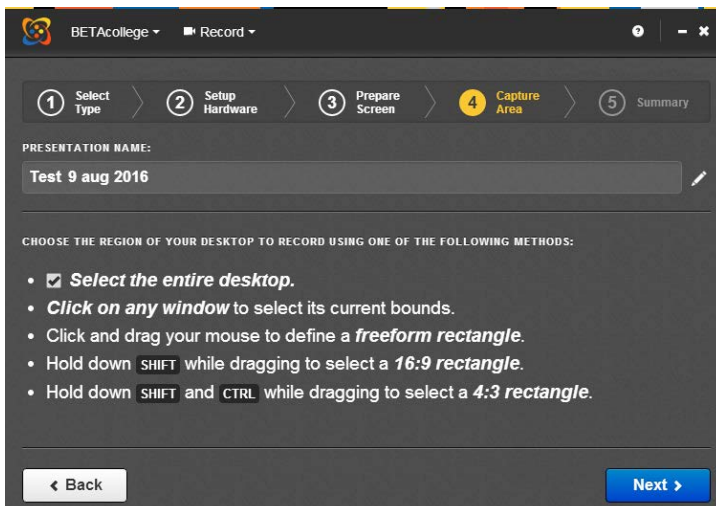 BETAcollege Record
1 Select Type 2 Setup Hardware 3 Prepare Screen 4 Capture Area 5 Summary
PRESENTATION NAME:
Test 9 aug 2016
CHOOSE THE REGION OF YOUR DESKTOP TO RECORD USING ONE OF THE FOLLOWING METHODS:
• Select the entire desktop.
• Click on any window to select its current bounds.
• Click and drag your mouse to define a freeform rectangle.
• Hold down SHIFT while dragging to select a 16:9 rectangle.
• Hold down SHIFT and CTRL while dragging to select a 4:3 rectangle.
Back Next